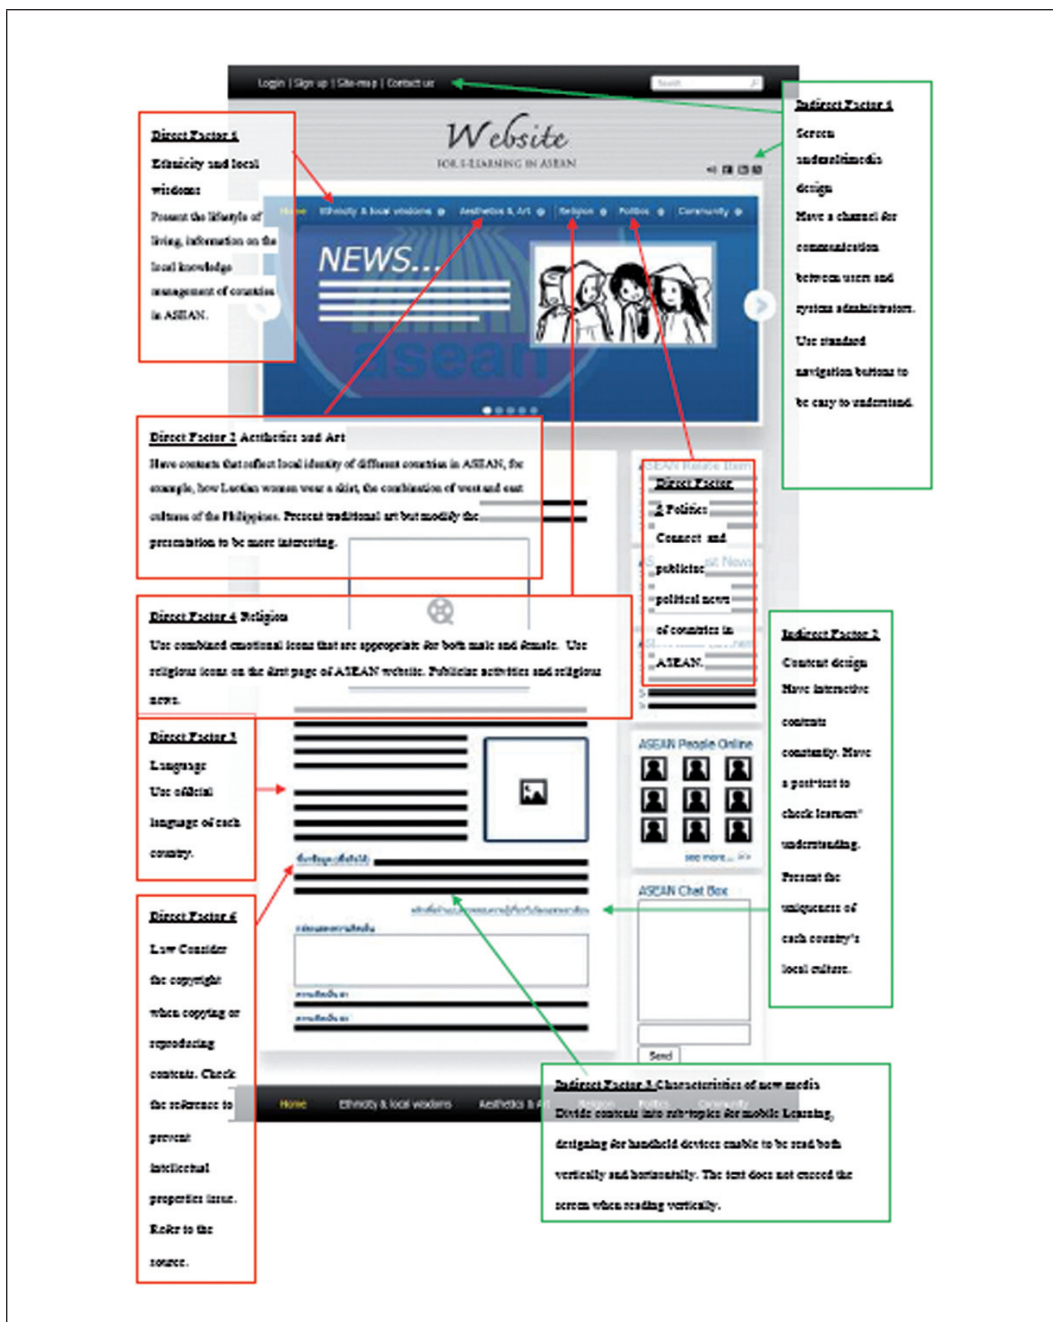 Login | Sign up | Site-map | Contact us
Search
Website
FOR E-LEARNING IN ASEAN
Home Ethnicity & local wisdoms Aesthetics & Art Religion Politics Community
NEWS...
asean
Direct Factor 1
Ethnicity and local
wisdoms
Present the lifestyle of
living, information on the
local knowledge
management of countries
in ASEAN.
Indirect Factor 1
Screen
andmultimedia
design
Have a channel for
communication
between users and
system administrators.
Use standard
navigation buttons to
be easy to understand.
Direct Factor 2 Aesthetics and Art
Have contents that reflect local identity of different countries in ASEAN, for
example, how Laotian women wear a skirt, the combination of west and east
cultures of the Philippines. Present traditional art but modify the
presentation to be more interesting.
ASEAN Relate Item
Direct Factor
5 Politics
Connect and
publicize
political news
of countries in
ASEAN.
Direct Factor 4 Religion
Use combined emotional icons that are appropriate for both male and female. Use
religious icons on the first page of ASEAN website. Publicize activities and religious
news.
Direct Factor 3
Language
Use official
language of each
country.
Indirect Factor 2
Content design
Have interactive
contents
constantly. Have
a post-test to
check learners'
understanding.
Present the
uniqueness of
each country's
local culture.
ASEAN People Online
see more... >>
ASEAN Chat Box
Send
Direct Factor 6
Law Consider
the copyright
when copying or
reproducing
contents. Check
the reference to
prevent
intellectual
properties issue.
Refer to the
source.
Indirect Factor 3 Characteristics of new media
Divide contents into sub-topics for mobile Learning,
designing for handheld devices enable to be read both
vertically and horizontally. The text does not exceed the
screen when reading vertically.
Home Ethnicity & local wisdoms Aesthetics & Art Religion Politics Community